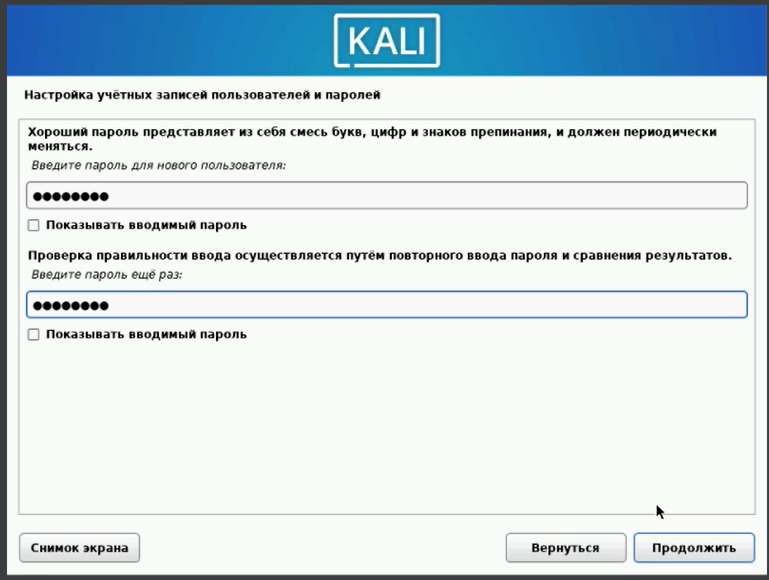 KALI
Настройка учётных записей пользователей и паролей
Хороший пароль представляет из себя смесь букв, цифр и знаков препинания, и должен периодически
меняться.
Введите пароль для нового пользователя:
●●●●●●●●
Показывать вводимый пароль
Проверка правильности ввода осуществляется путём повторного ввода пароля и сравнения результатов.
Введите пароль ещё раз:
●●●●●●●●
Показывать вводимый пароль
Снимок экрана
Вернуться
Продолжить